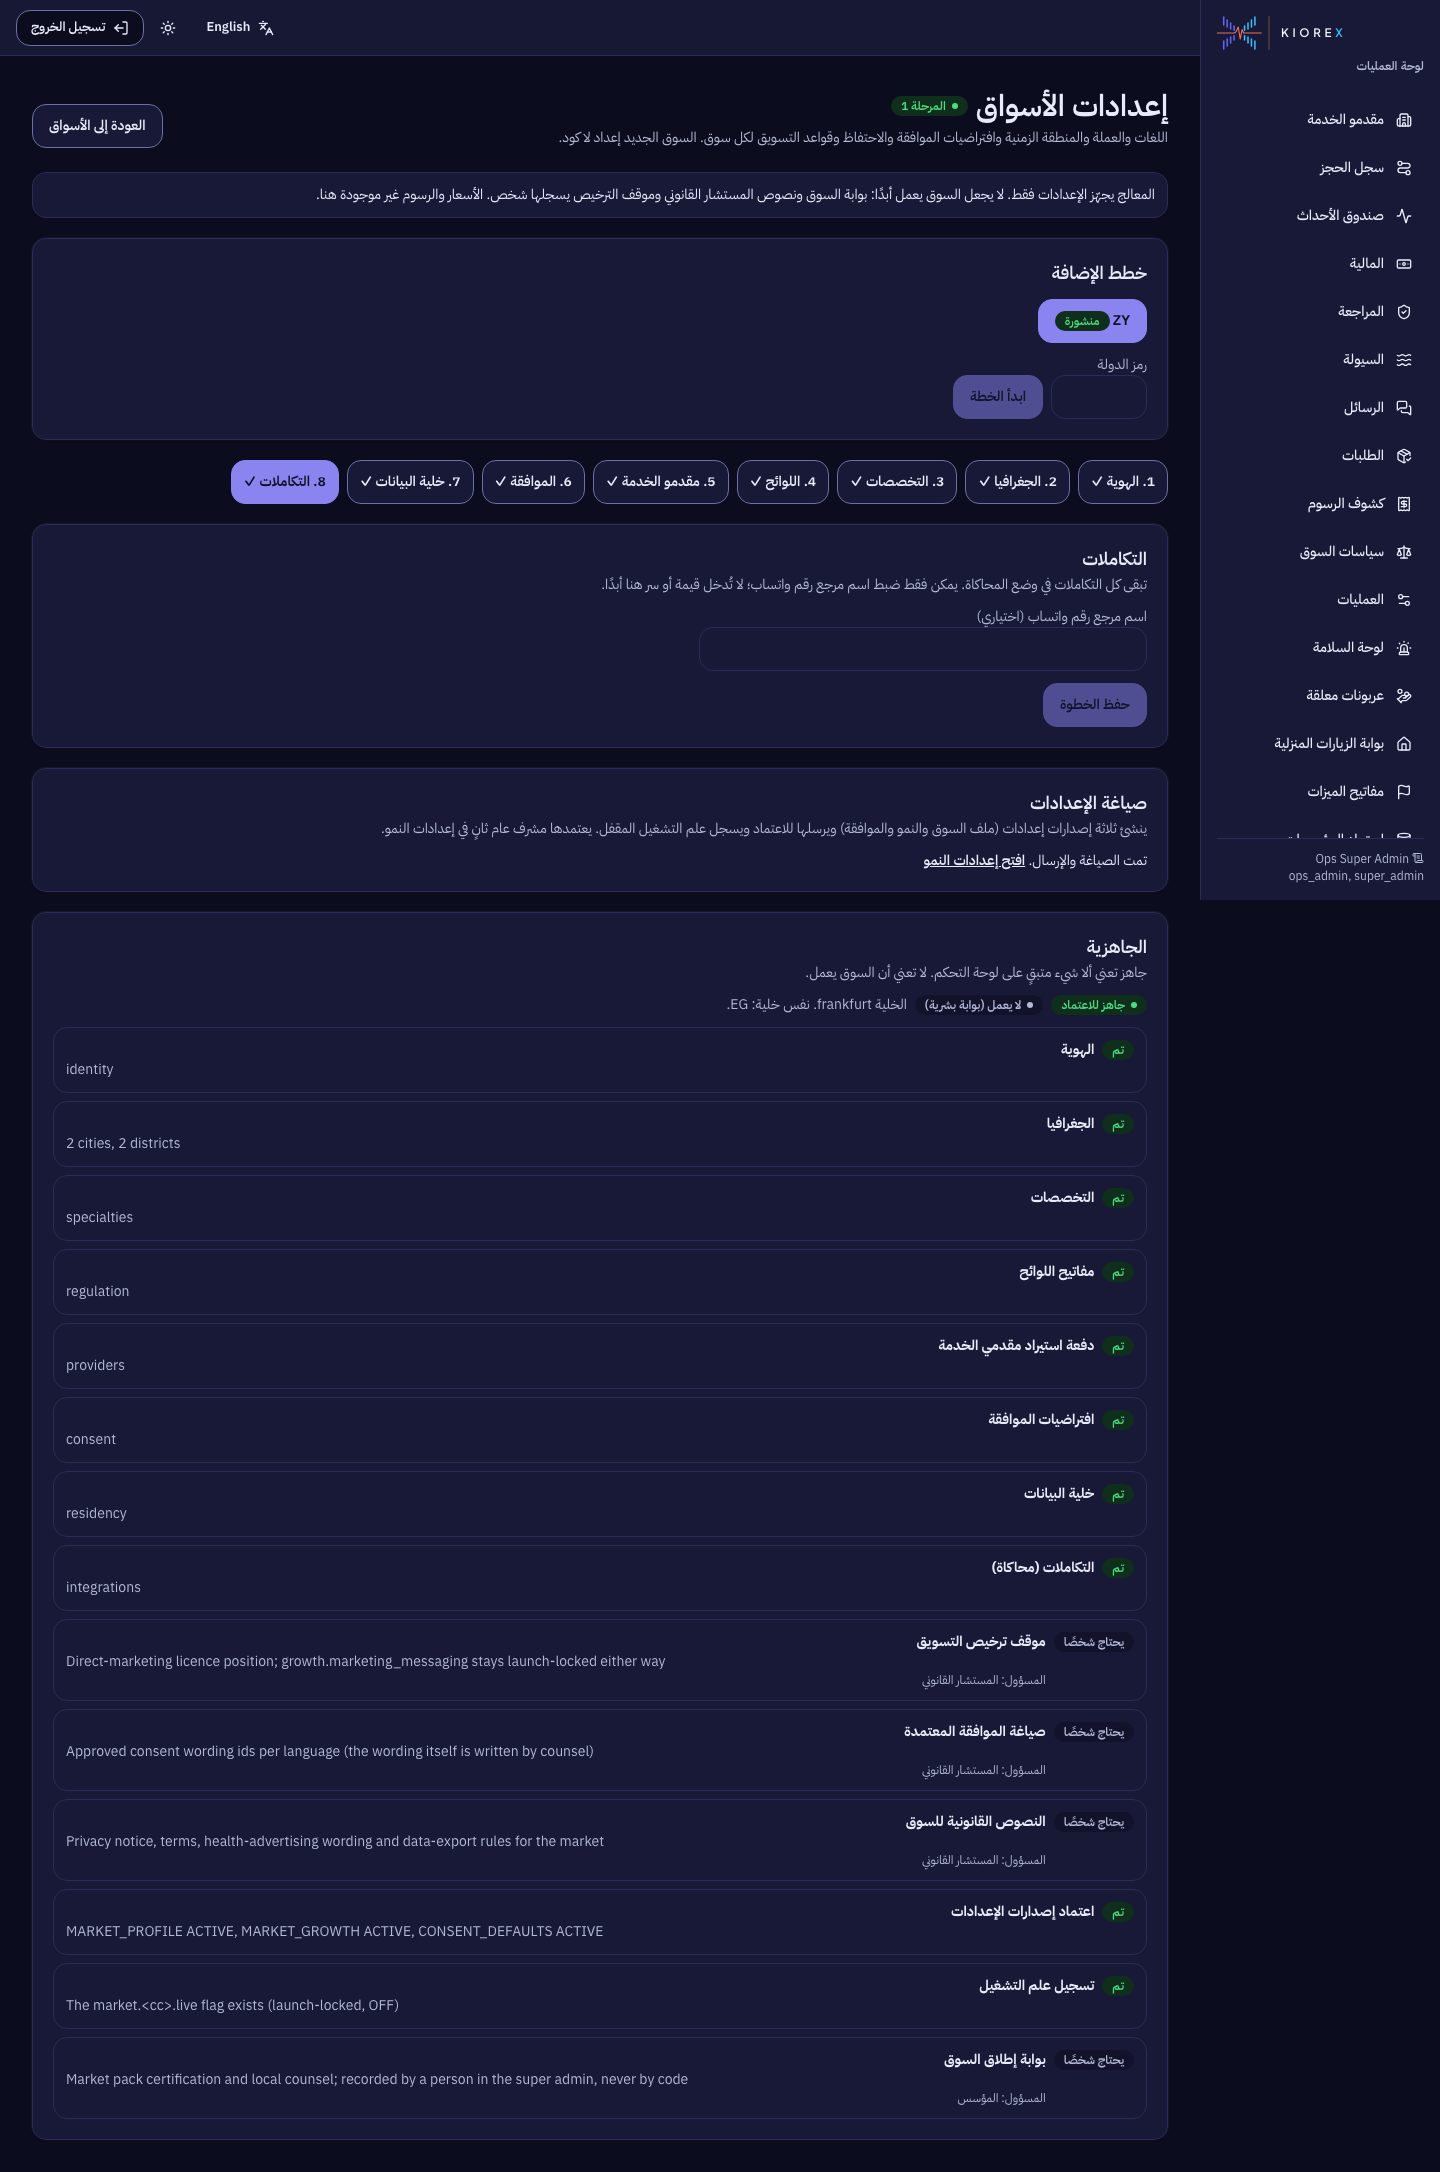 KIOREX
لوحة العمليات
مقدمو الخدمة
سجل الحجز
صندوق الأحداث
المالية
المراجعة
السيولة
الرسائل
الطلبات
كشوف الرسوم
سياسات السوق
العمليات
لوحة السلامة
عربونات معلقة
بوابة الزيارات المنزلية
مفاتيح الميزات
Ops Super Admin
ops_admin, super_admin
English
تسجيل الخروج
إعدادات الأسواق المرحلة 1
اللغات والعملة والمنطقة الزمنية وافتراضيات الموافقة والاحتفاظ وقواعد التسويق لكل سوق. السوق الجديد إعداد لا كود.
العودة إلى الأسواق
المعالج يجهّز الإعدادات فقط. لا يجعل السوق يعمل أبدًا: بوابة السوق ونصوص المستشار القانوني وموقف الترخيص يسجلها شخص. الأسعار والرسوم غير موجودة هنا.
خطط الإضافة
ZY منشورة
رمز الدولة
ابدأ الخطة
1. الهوية ✓
2. الجغرافيا ✓
3. التخصصات ✓
4. اللوائح ✓
5. مقدمو الخدمة ✓
6. الموافقة ✓
7. خلية البيانات ✓
8. التكاملات ✓
التكاملات
تبقى كل التكاملات في وضع المحاكاة. يمكن فقط ضبط اسم مرجع رقم واتساب؛ لا تُدخل قيمة أو سر هنا أبدًا.
اسم مرجع رقم واتساب (اختياري)
حفظ الخطوة
صياغة الإعدادات
ينشئ ثلاثة إصدارات إعدادات (ملف السوق والنمو والموافقة) ويرسلها للاعتماد ويسجل علم التشغيل المقفل. يعتمدها مشرف عام ثانٍ في إعدادات النمو.
تمت الصياغة والإرسال. افتح إعدادات النمو
الجاهزية
جاهز تعني ألا شيء متبقٍ على لوحة التحكم. لا تعني أن السوق يعمل.
جاهز للاعتماد لا يعمل (بوابة بشرية) الخلية frankfurt. نفس خلية: EG.
تم الهوية
identity
تم الجغرافيا
2 cities, 2 districts
تم التخصصات
specialties
تم مفاتيح اللوائح
regulation
تم دفعة استيراد مقدمي الخدمة
providers
تم افتراضيات الموافقة
consent
تم خلية البيانات
residency
تم التكاملات (محاكاة)
integrations
يحتاج شخصًا موقف ترخيص التسويق
Direct-marketing licence position; growth.marketing_messaging stays launch-locked either way
المسؤول: المستشار القانوني
يحتاج شخصًا صياغة الموافقة المعتمدة
Approved consent wording ids per language (the wording itself is written by counsel)
المسؤول: المستشار القانوني
يحتاج شخصًا النصوص القانونية للسوق
Privacy notice, terms, health-advertising wording and data-export rules for the market
المسؤول: المستشار القانوني
تم اعتماد إصدارات الإعدادات
MARKET_PROFILE ACTIVE, MARKET_GROWTH ACTIVE, CONSENT_DEFAULTS ACTIVE
تم تسجيل علم التشغيل
The market.<cc>.live flag exists (launch-locked, OFF)
يحتاج شخصًا بوابة إطلاق السوق
Market pack certification and local counsel; recorded by a person in the super admin, never by code
المسؤول: المؤسس